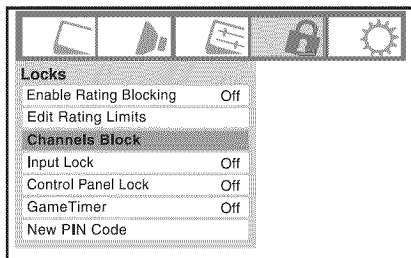 Locks
Enable Rating Blocking Off
Edit Rating Limits
Channels Block
Input Lock Off
Control Panel Lock Off
GameTimer Off
New PIN Code